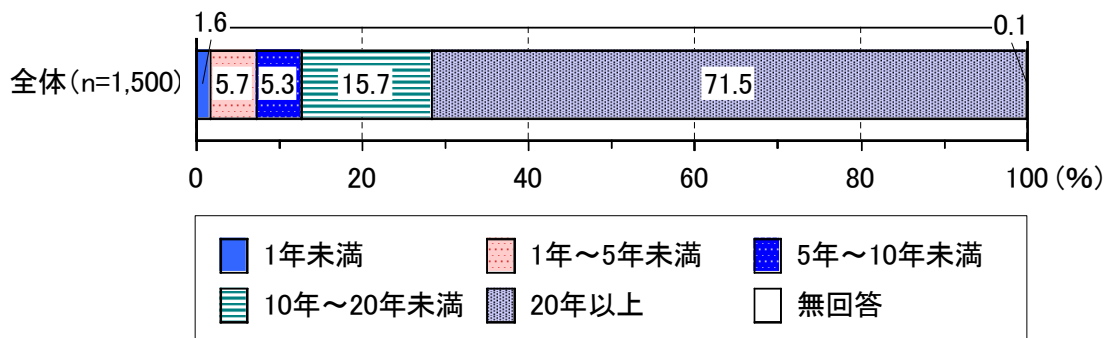 1.6 0.1
全体(n=1,500) 5.7 5.3 15.7 71.5
0 20 40 60 80 100(%)
1年未満 1年～5年未満 5年～10年未満
10年～20年未満 20年以上 無回答